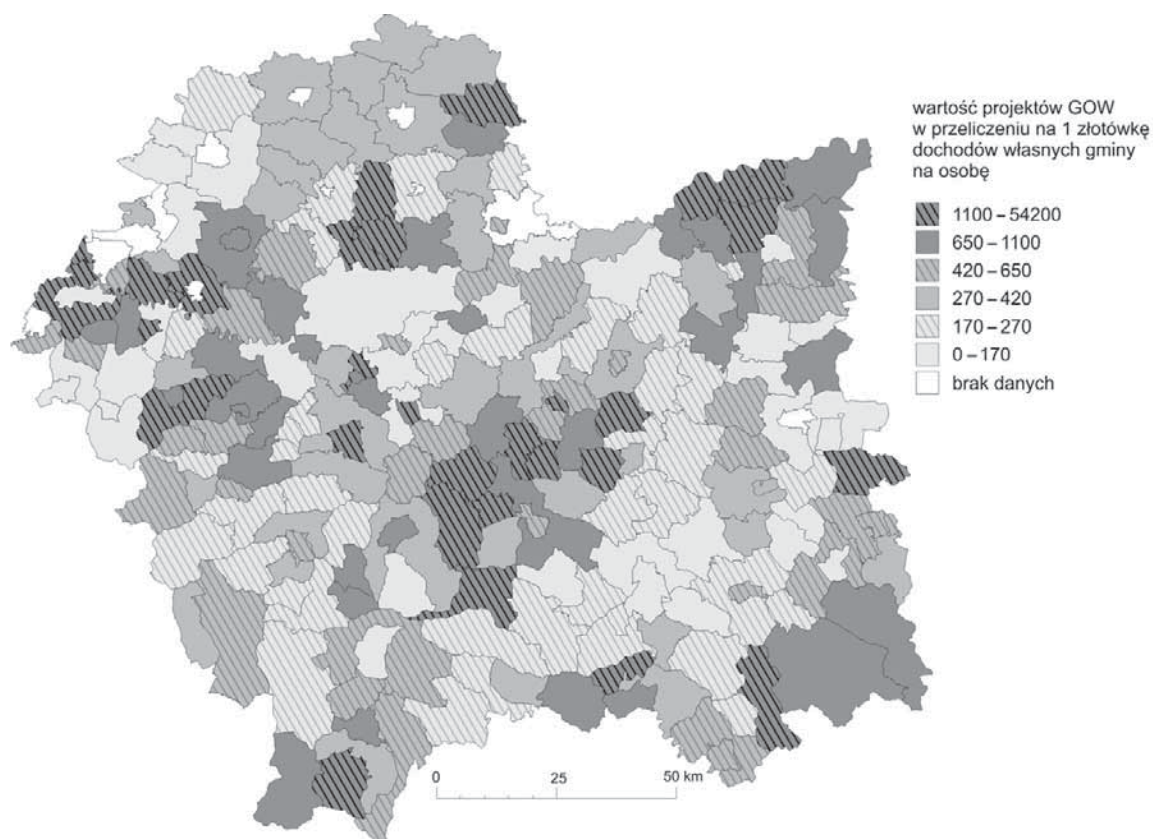 wartość projektów GOW
w przeliczeniu na 1 złotówkę
dochodów własnych gminy
na osobę
1100 – 54200
650 – 1100
420 – 650
270 – 420
170 – 270
0 – 170
brak danych
0 25 50 km